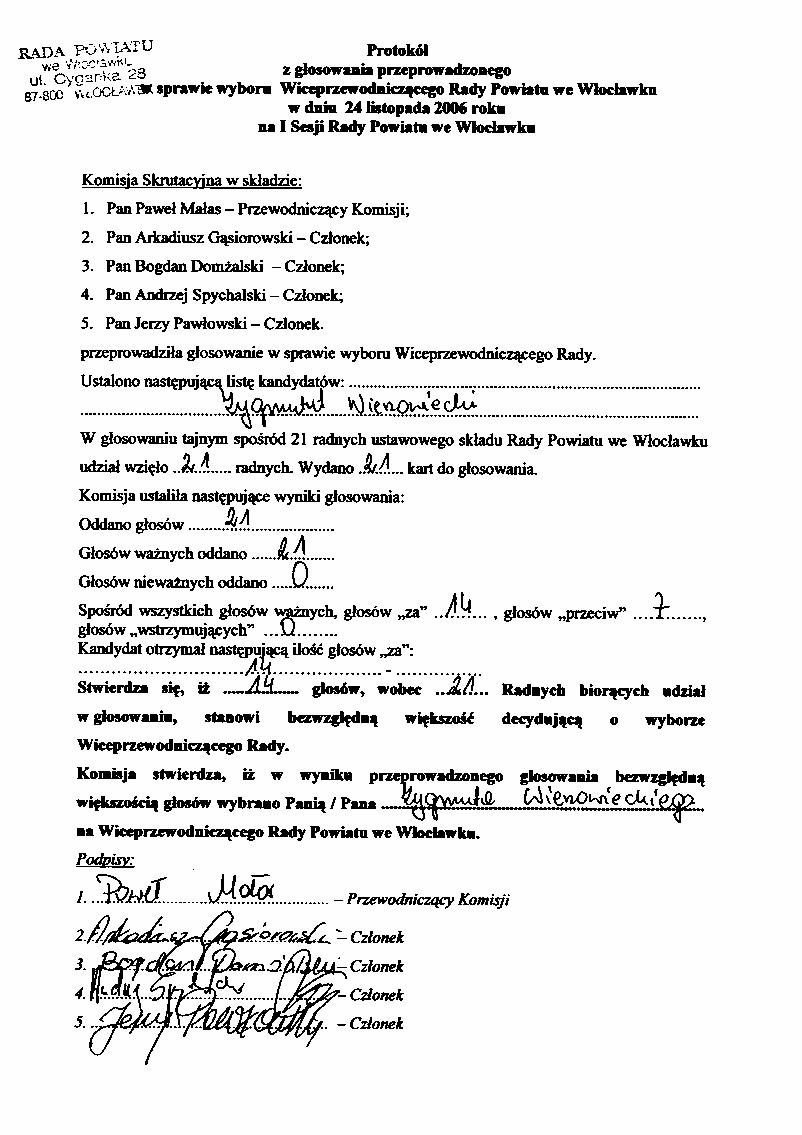 RADA POWIATU
we Włocławku
ul. Cyganka 28
87-800 WŁOCŁAWEK
Protokół
z głosowania przeprowadzonego
w sprawie wyboru Wiceprzewodniczącego Rady Powiatu we Włocławku
w dniu 24 listopada 2006 roku
na I Sesji Rady Powiatu we Włocławku
Komisja Skrutacyjna w składzie:
1. Pan Paweł Małas – Przewodniczący Komisji;
2. Pan Arkadiusz Gąsiorowski – Członek;
3. Pan Bogdan Domżalski – Członek;
4. Pan Andrzej Spychalski – Członek;
5. Pan Jerzy Pawłowski – Członek.
przeprowadziła głosowanie w sprawie wyboru Wiceprzewodniczącego Rady.
Ustalono następującą listę kandydatów: ........................
Zygmunt Wienowiecki
W głosowaniu tajnym spośród 21 radnych ustawowego składu Rady Powiatu we Włocławku
udział wzięło ..21...... radnych. Wydano .21.... kart do głosowania.
Komisja ustaliła następujące wyniki głosowania:
Oddano głosów .........21....................
Głosów ważnych oddano ......21.......
Głosów nieważnych oddano .....0.......
Spośród wszystkich głosów ważnych, głosów „za” ..14...... , głosów „przeciw” ....7.......,
głosów „wstrzymujących” ...0.........
Kandydat otrzymał następującą ilość głosów „za”:
..............................14.................... - ................
Stwierdza się, iż .....14...... głosów, wobec ..21... Radnych biorących udział
w głosowaniu, stanowi bezwzględną większość decydującą o wyborze
Wiceprzewodniczącego Rady.
Komisja stwierdza, iż w wyniku przeprowadzonego głosowania bezwzględną
większością głosów wybrano Panią / Pana Zygmunta Wienowieckiego
na Wiceprzewodniczącego Rady Powiatu we Włocławku.
Podpisy:
1. Paweł Małas – Przewodniczący Komisji
2. Arkadiusz Gąsiorowski – Członek
3. Bogdan Domżalski – Członek
4. – Członek
5. Jerzy Pawłowski – Członek